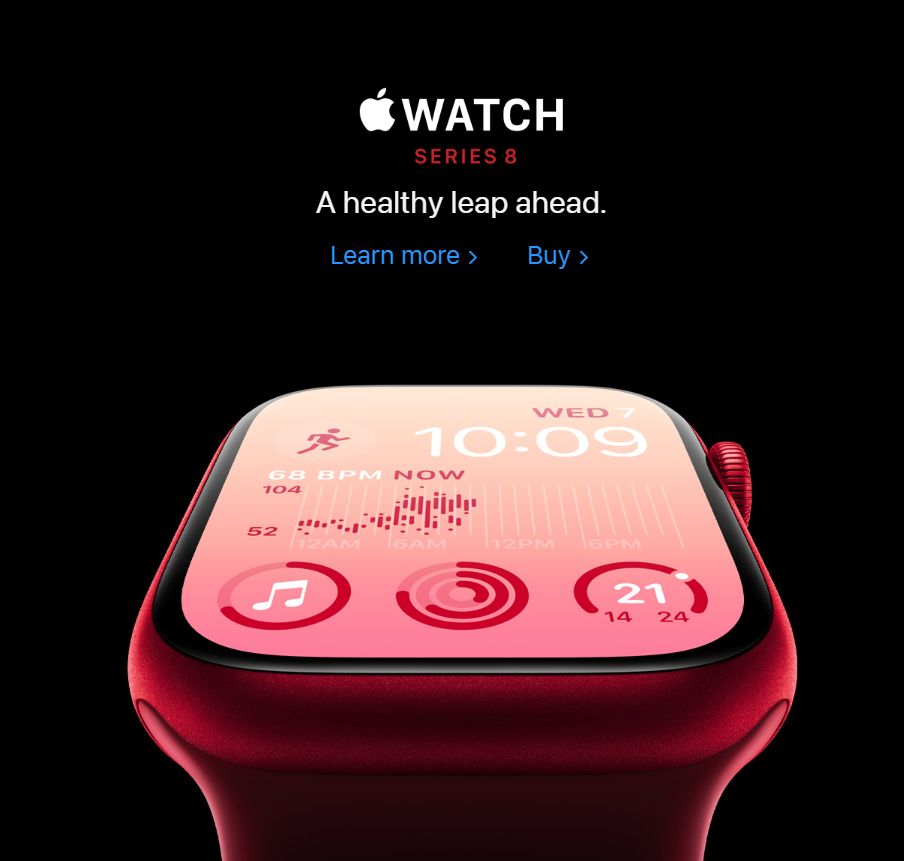 WATCH
SERIES 8
A healthy leap ahead.
Learn more >
Buy >
WED 7
10:09
68 BPM NOW
104
52
12AM 6AM 12PM 6PM
21
14 24